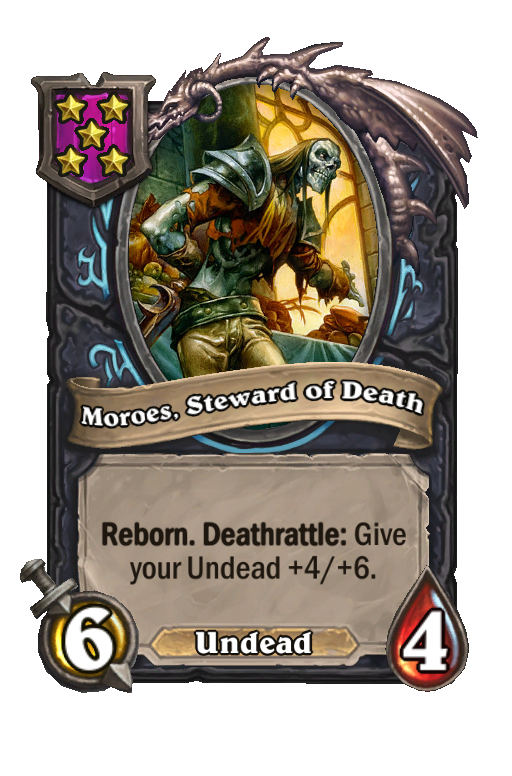 Moroes, Steward of Death
Reborn. Deathrattle: Give
your Undead +4/+6.
6
Undead
4